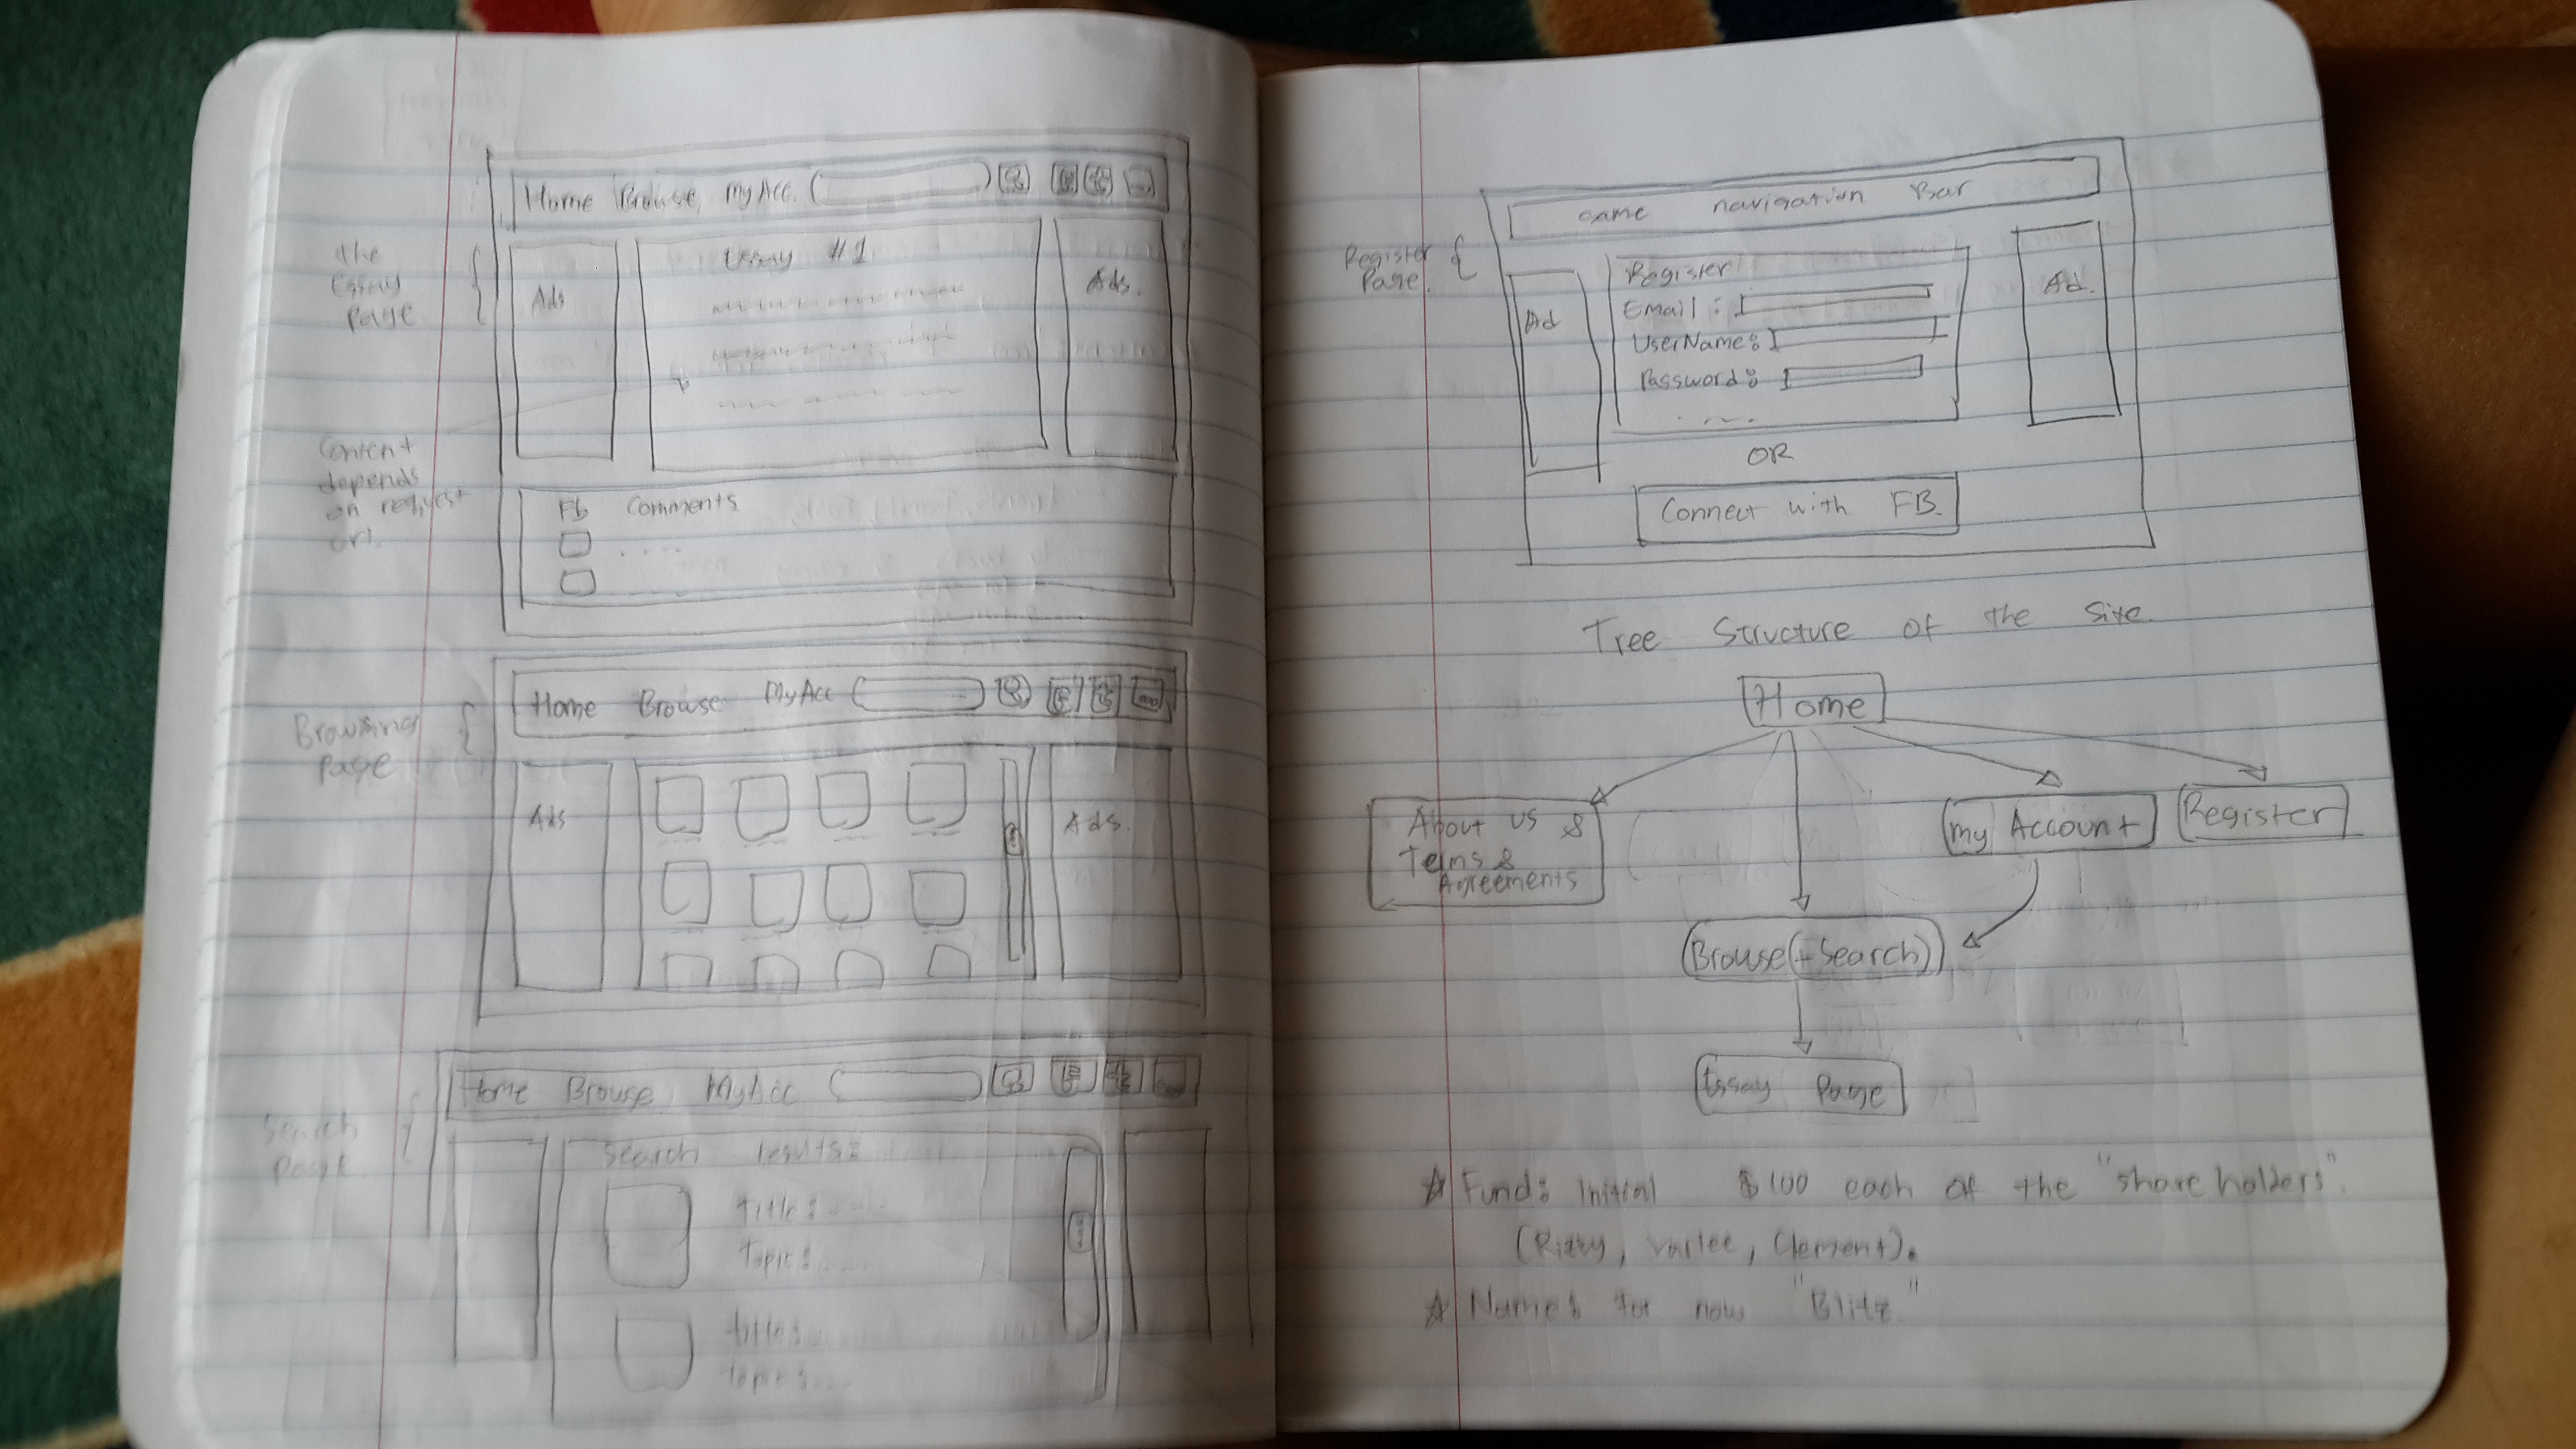 Home Browse MyAcc.
the
Essay
Page
Essay #1
Ads
Ads.
Content
depends
on request
url.
Fb Comments
Home Browse MyAcc
Browsing
Page
Ads
Ads.
Home Browse MyAcc
Search
Page
Search results:
title:
topic:
title:
topic:
same navigation Bar
Register
Page.
Register
Email :
UserName:
Password:
Ad
Ad.
OR
Connect with FB.
Tree Structure of the Site.
Home
About us &
Terms &
Agreements
my Account
Register
Browse(+Search)
Essay Page
Fund: Initial $100 each of the "share holders".
(Ritzy, , Clement).
Name: for now "Blitz."